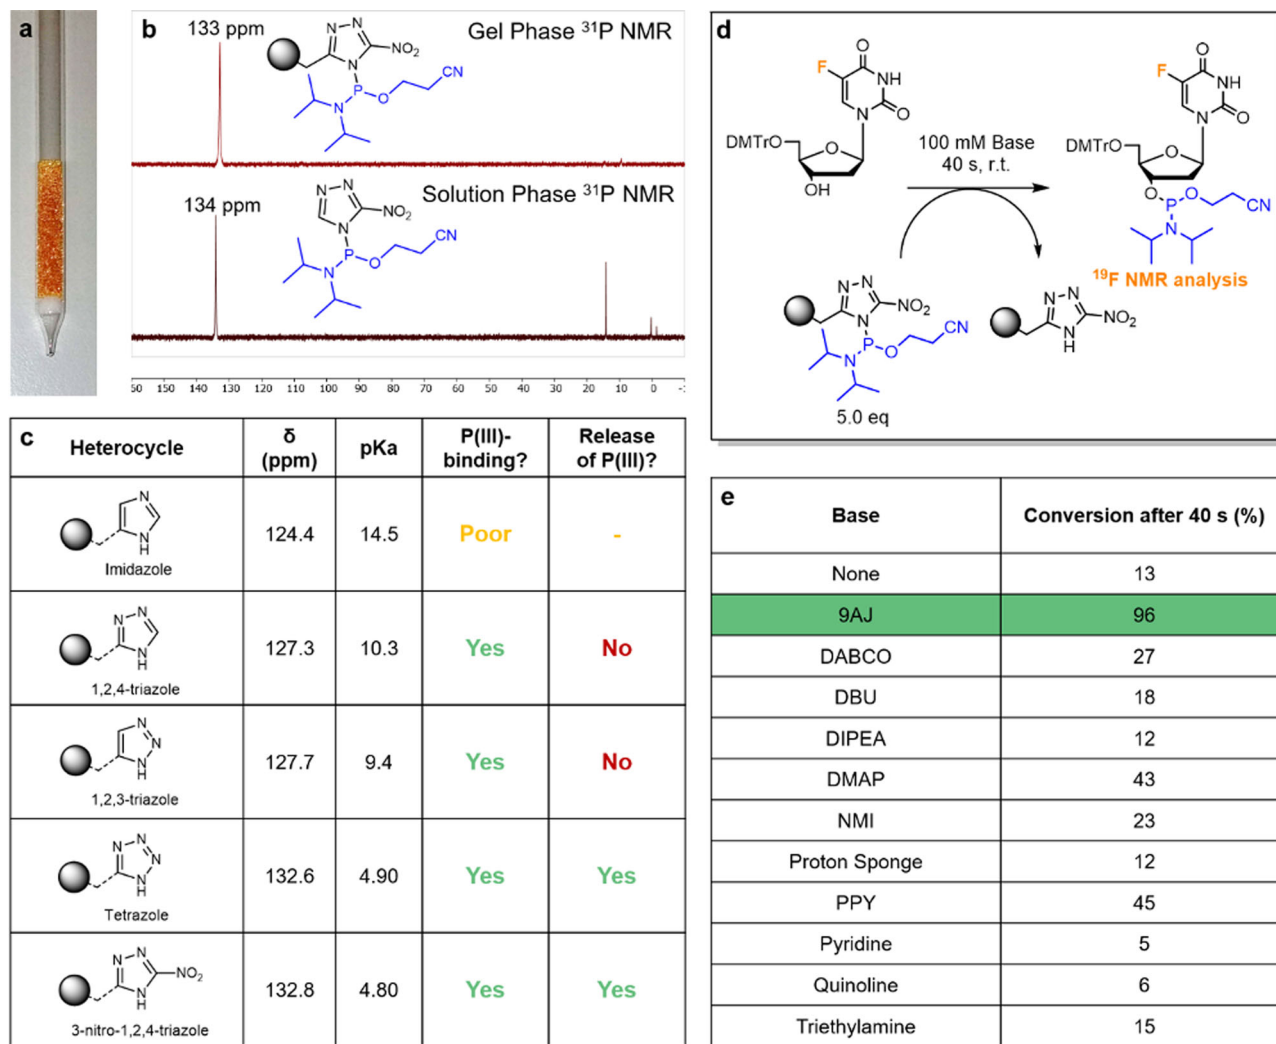 a
b
133 ppm
Gel Phase ³¹P NMR
N
N
N
NO₂
P
N
O
CN
134 ppm
Solution Phase ³¹P NMR
N
N
N
NO₂
P
N
O
CN
50 140 130 120 110 100 90 80 70 60 50 40 30 20 10 0 -:
c
Heterocycle
δ (ppm)
pKa
P(III)-binding?
Release of P(III)?
N
N
H
Imidazole
124.4
14.5
Poor
-
N
N
N
H
1,2,4-triazole
127.3
10.3
Yes
No
N
N
N
H
1,2,3-triazole
127.7
9.4
Yes
No
N
N
N
N
H
Tetrazole
132.6
4.90
Yes
Yes
N
N
N
H
NO₂
3-nitro-1,2,4-triazole
132.8
4.80
Yes
Yes
d
F
O
NH
N
O
DMTrO
O
OH
100 mM Base
40 s, r.t.
F
O
NH
N
O
DMTrO
O
O
P
O
CN
N
¹⁹F NMR analysis
N
N
N
NO₂
P
N
O
CN
5.0 eq
N
N
N
H
NO₂
e
Base
Conversion after 40 s (%)
None
13
9AJ
96
DABCO
27
DBU
18
DIPEA
12
DMAP
43
NMI
23
Proton Sponge
12
PPY
45
Pyridine
5
Quinoline
6
Triethylamine
15